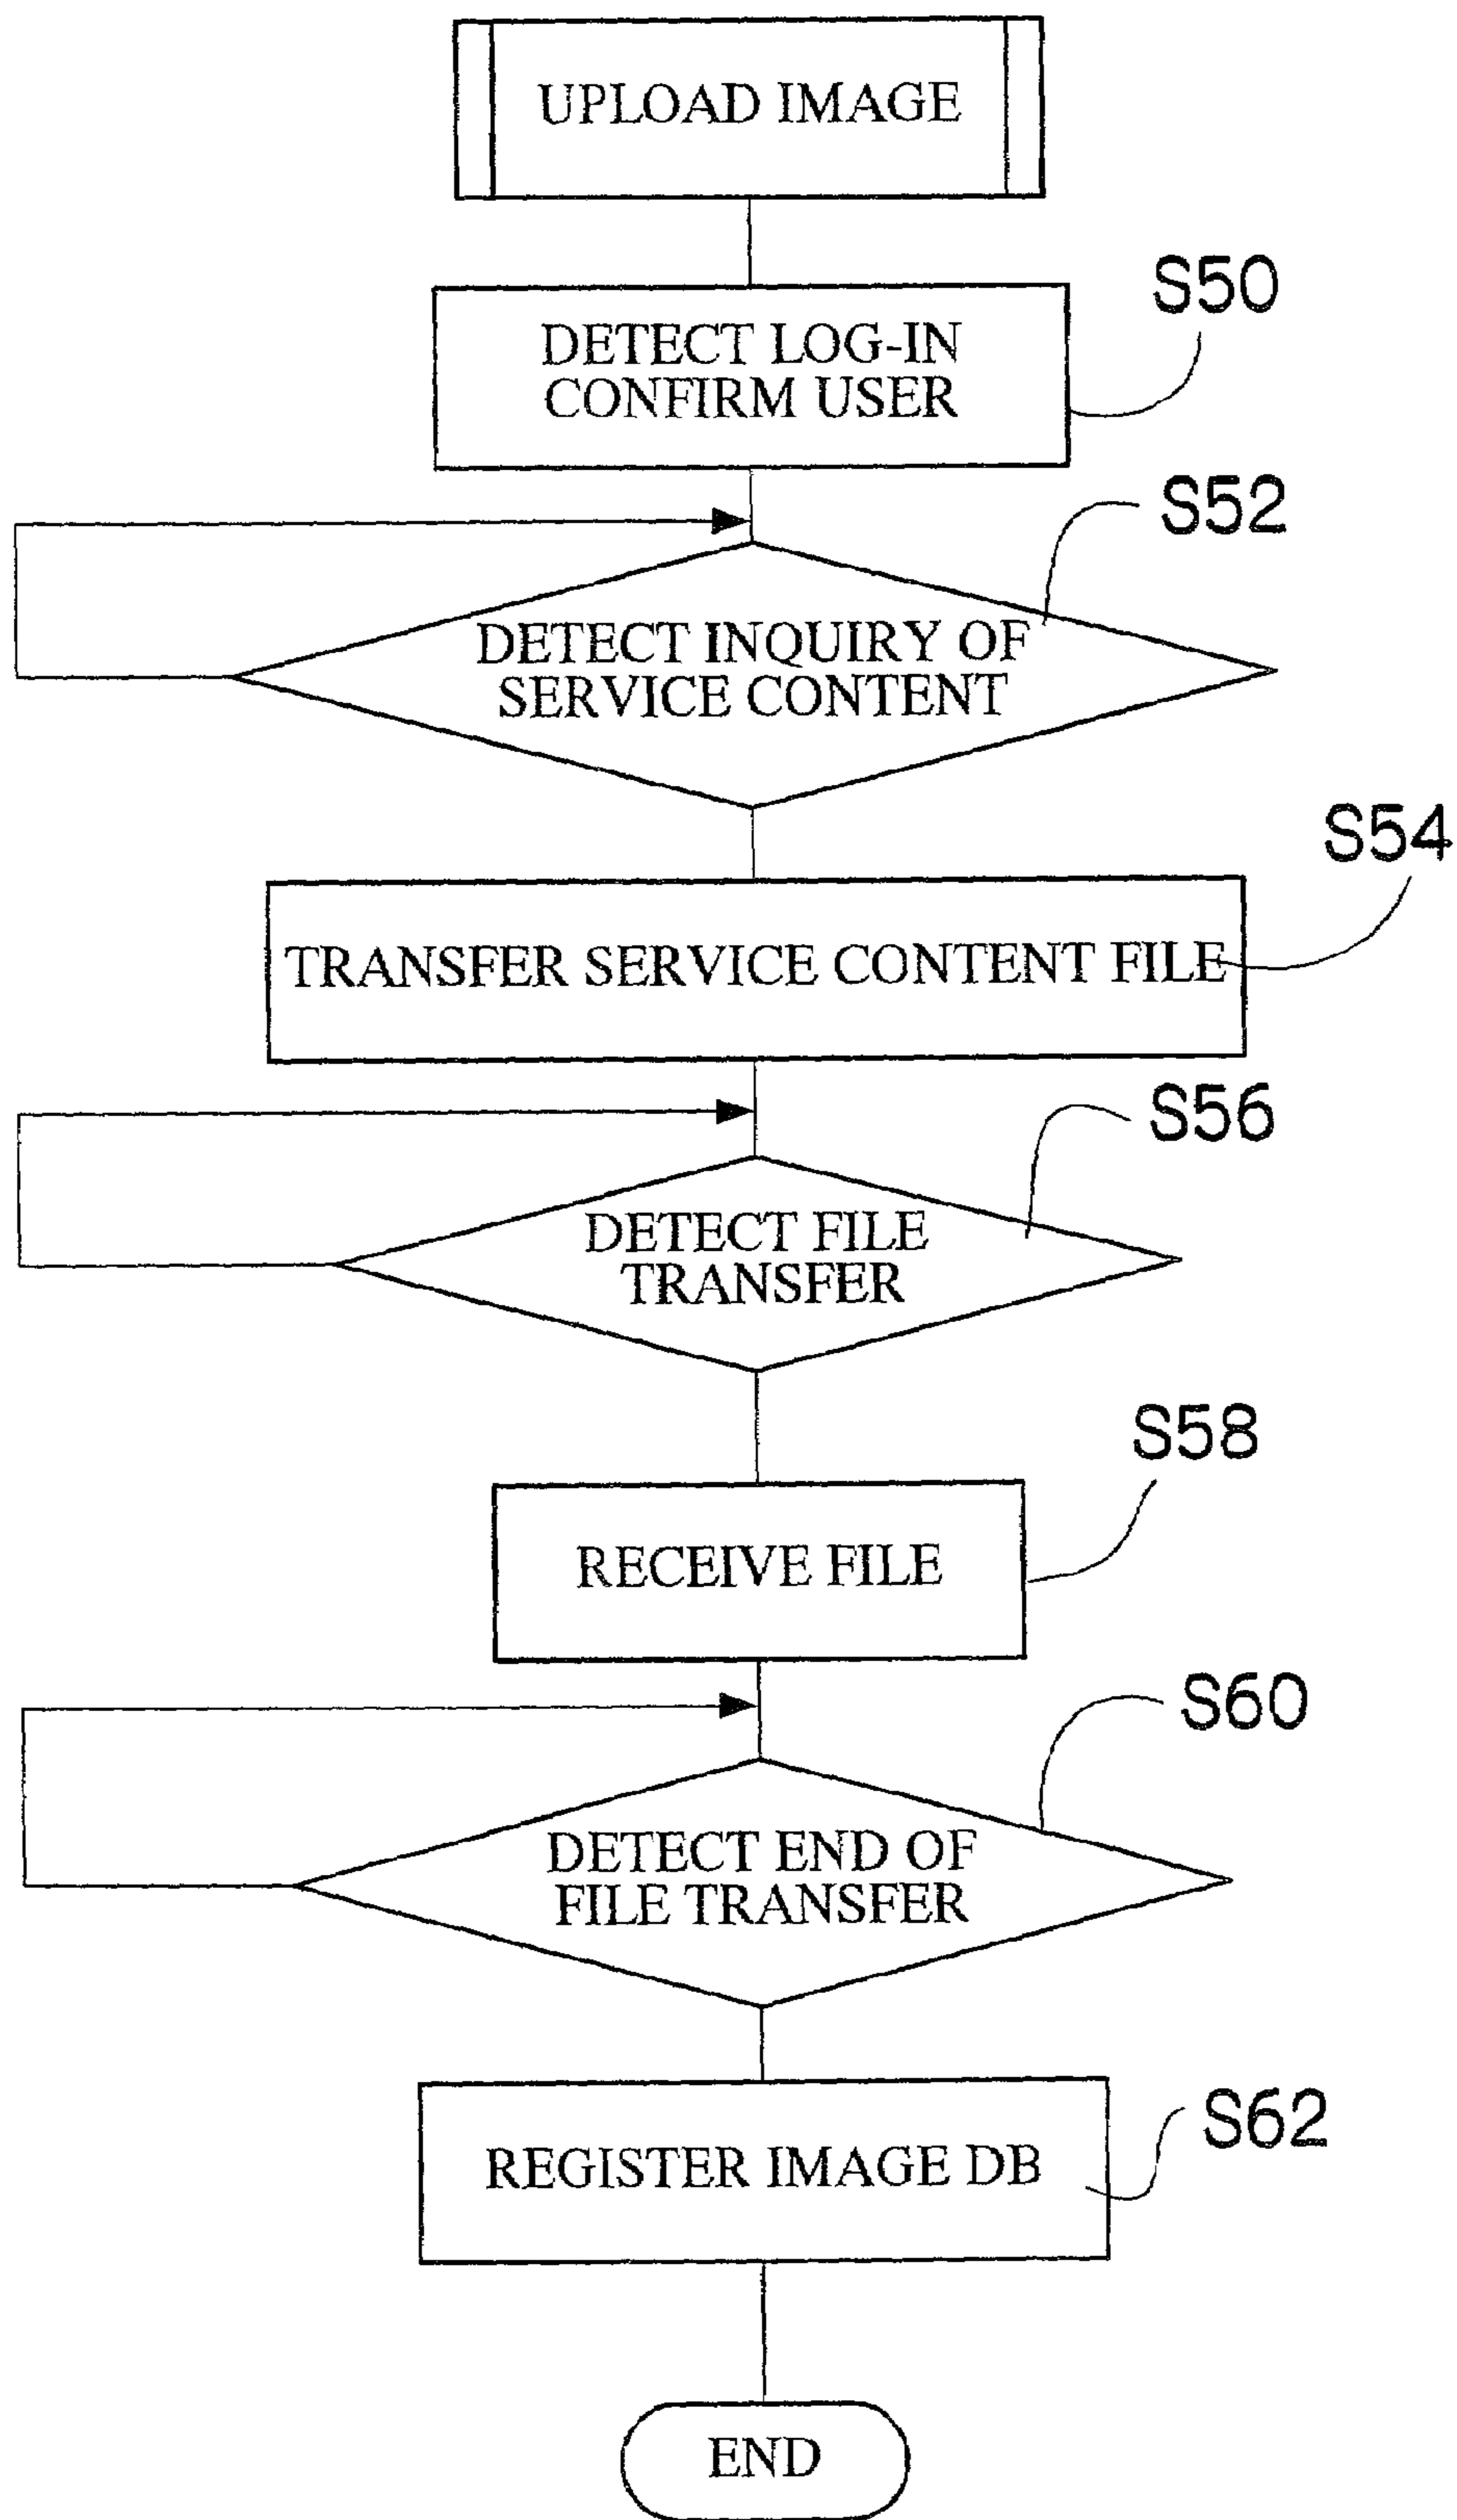 UPLOAD IMAGE
S50
DETECT LOG-IN
CONFIRM USER
S52
DETECT INQUIRY OF
SERVICE CONTENT
S54
TRANSFER SERVICE CONTENT FILE
S56
DETECT FILE
TRANSFER
S58
RECEIVE FILE
S60
DETECT END OF
FILE TRANSFER
S62
REGISTER IMAGE DB
END